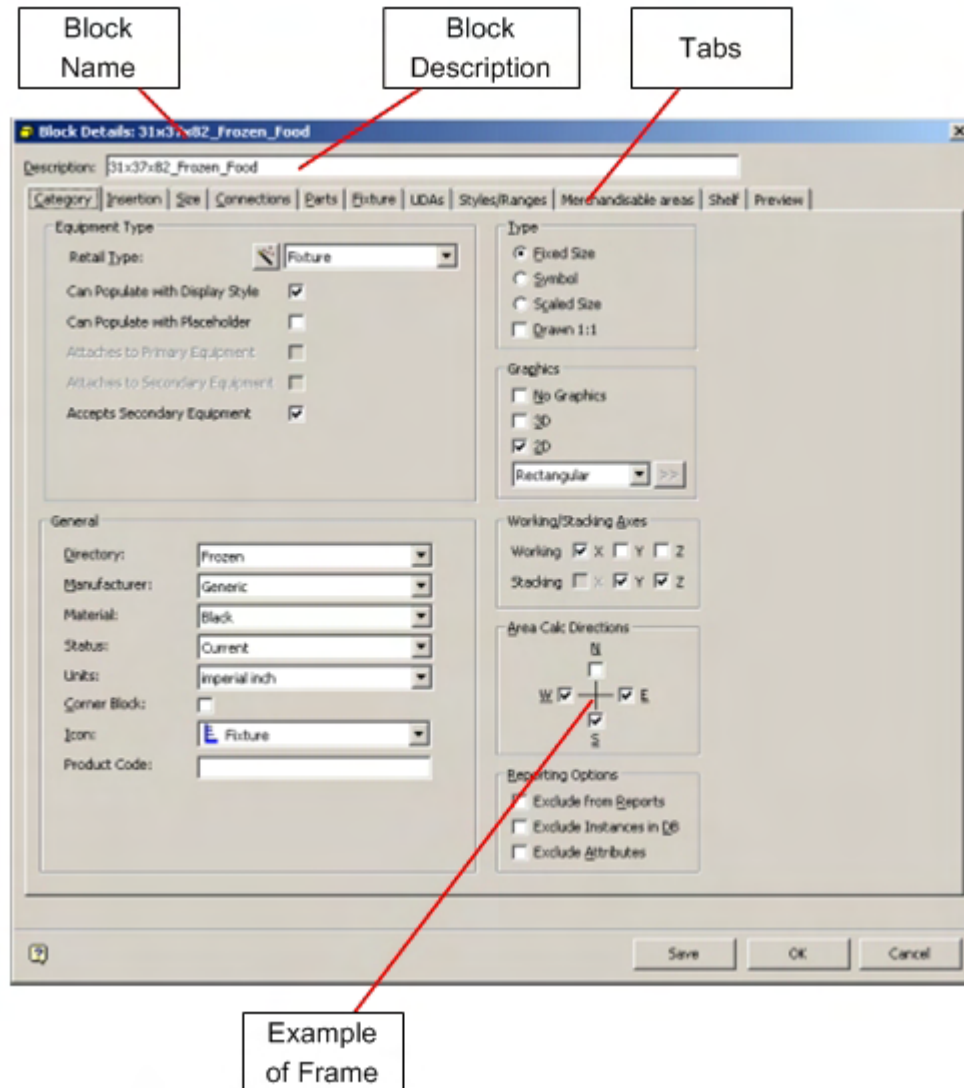 Block
Name
Block
Description
Tabs
Block Details: 31x37x82_Frozen_Food
Description: 31x37x82_Frozen_Food
Category Insertion Size Connections Parts Fixture UDAs Styles/Ranges Merchandisable areas Shelf Preview
Equipment Type
Retail Type: Fixture
Can Populate with Display Style
Can Populate with Placeholder
Attaches to Primary Equipment
Attaches to Secondary Equipment
Accepts Secondary Equipment
Type
Fixed Size
Symbol
Scaled Size
Drawn 1:1
Graphics
No Graphics
3D
2D
Rectangular >>
General
Directory: Frozen
Manufacturer: Generic
Material: Black
Status: Current
Units: imperial inch
Corner Block:
Icon: Fixture
Product Code:
Working/Stacking Axes
Working X Y Z
Stacking X Y Z
Area Calc Directions
N
W E
S
Reporting Options
Exclude from Reports
Exclude Instances in DB
Exclude Attributes
Save OK Cancel
Example
of Frame